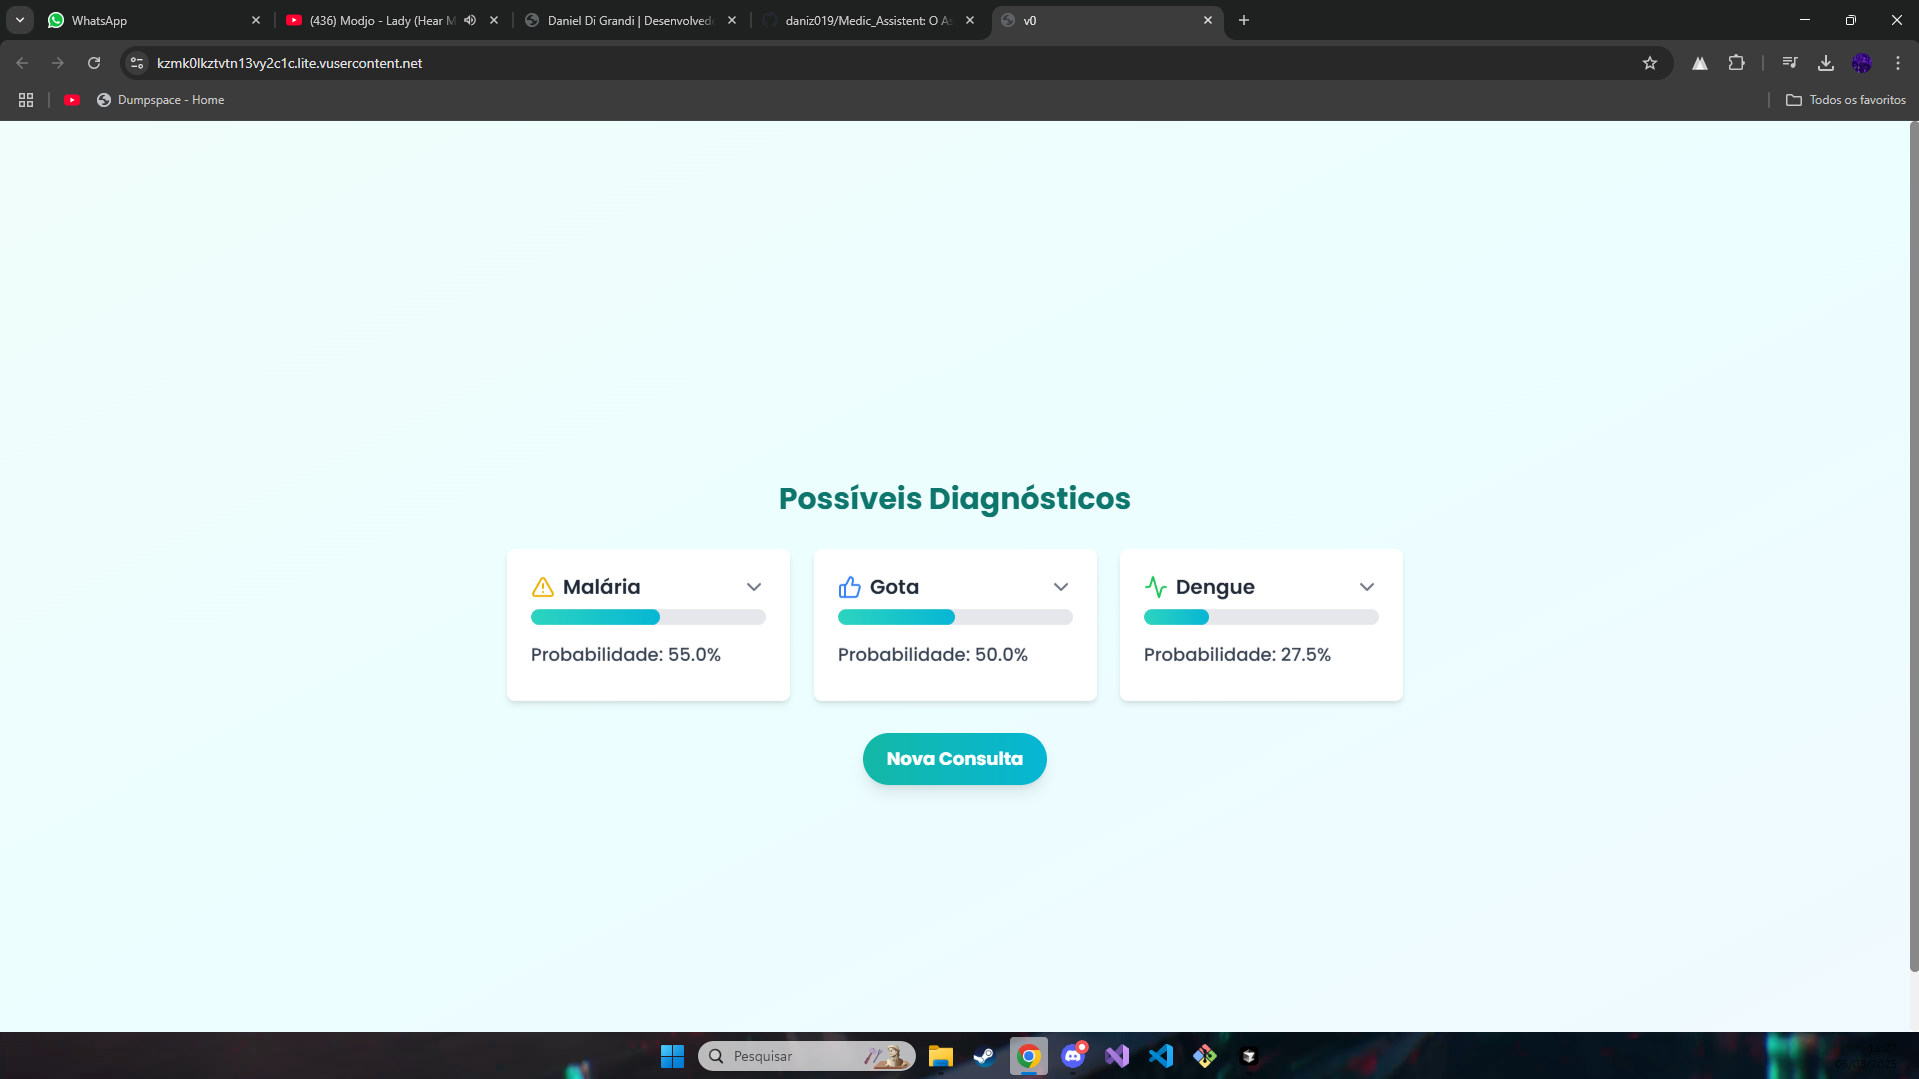 WhatsApp
(436) Modjo - Lady (Hear M
Daniel Di Grandi | Desenvolved
daniz019/Medic_Assistent: O As
v0
kzmk0lkztvtn13vy2c1c.lite.vusercontent.net
Dumpspace - Home
Todos os favoritos
Possíveis Diagnósticos
Malária
Probabilidade: 55.0%
Gota
Probabilidade: 50.0%
Dengue
Probabilidade: 27.5%
Nova Consulta
Pesquisar